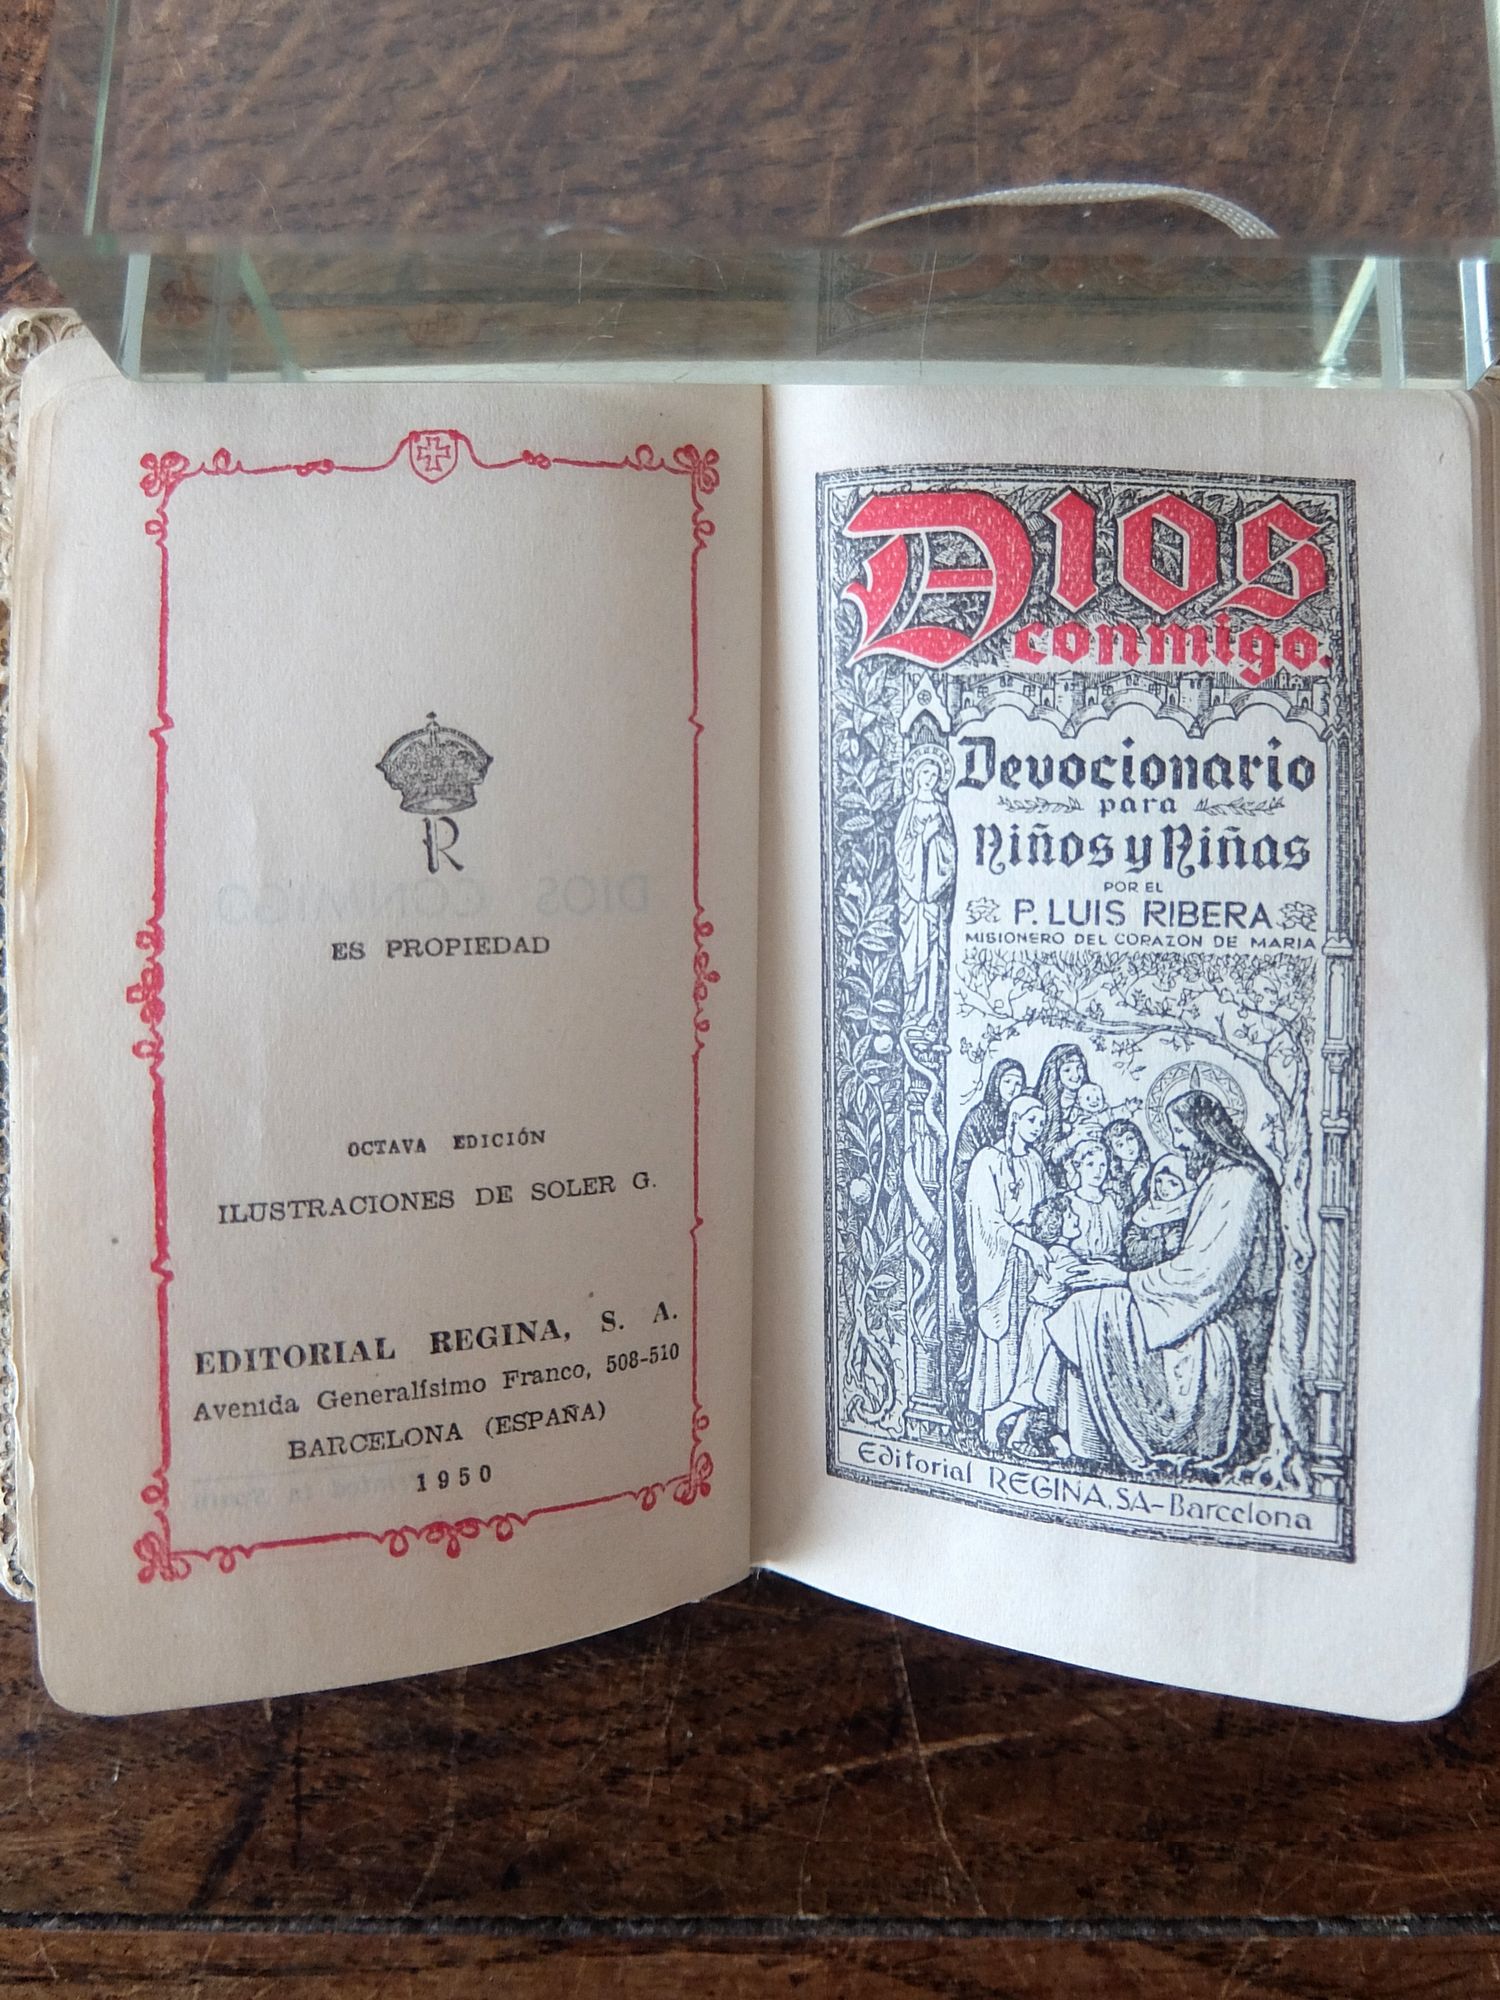 R
ES PROPIEDAD
OCTAVA EDICIÓN
ILUSTRACIONES DE SOLER G.
EDITORIAL REGINA, S. A.
Avenida Generalísimo Franco, 508-510
BARCELONA (ESPAÑA)
1950
DIOS
conmigo.
Devocionario
para
Niños y Niñas
POR EL
P. LUIS RIBERA
MISIONERO DEL CORAZON DE MARIA
Editorial REGINA, SA-Barcelona